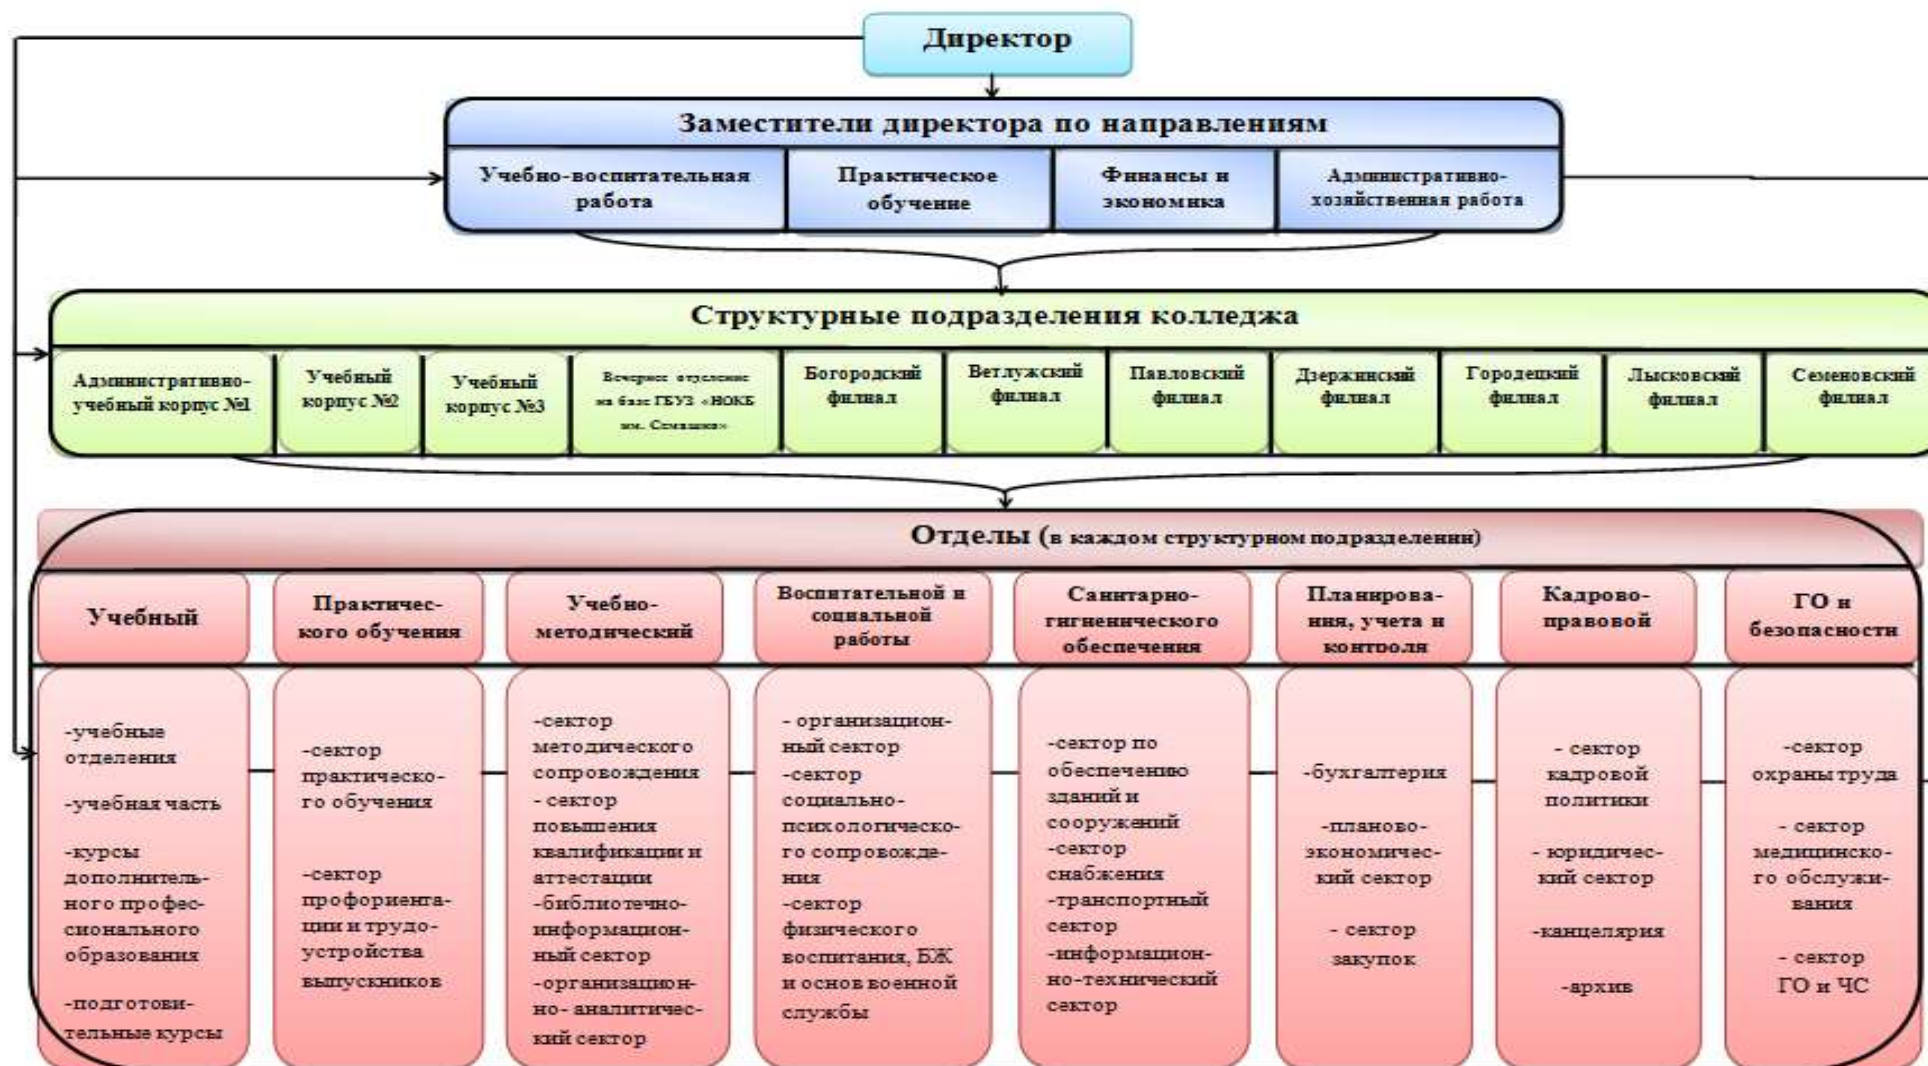 Директор
Заместители директора по направлениям
Учебно-воспитательная
работа
Практическое
обучение
Финансы и
экономика
Административно-
хозяйственная работа
Структурные подразделения колледжа
Административно-
учебный корпус №1
Учебный
корпус №2
Учебный
корпус №3
Вечернее отделение
на базе ГБУЗ «НОКБ
им. Семашко»
Богородский
филиал
Ветлужский
филиал
Павловский
филиал
Дзержинский
филиал
Городецкий
филиал
Лысковский
филиал
Семеновский
филиал
Отделы (в каждом структурном подразделении)
Учебный
Практичес-
кого обучения
Учебно-
методический
Воспитательной и
социальной
работы
Санитарно-
гигиенического
обеспечения
Планирова-
ния, учета и
контроля
Кадрово-
правовой
ГО и
безопасности
-учебные
отделения
-учебная часть
-курсы
дополнитель-
ного профес-
сионального
образования
-подготови-
тельные курсы
-сектор
практическо-
го обучения
-сектор
профориента-
ции и трудо-
устройства
выпускников
-сектор
методического
сопровождения
- сектор
повышения
квалификации и
аттестации
-библиотечно-
информацион-
ный сектор
-организацион-
но- аналитичес-
кий сектор
- организацион-
ный сектор
-сектор
социально-
психологическо-
го сопровожде-
ния
-сектор
физического
воспитания, БЖ
и основ военной
службы
-сектор по
обеспечению
зданий и
сооружений
-сектор
снабжения
-транспортный
сектор
-информацион-
но-технический
сектор
-бухгалтерия
-планово-
экономичес-
кий сектор
- сектор
закупок
- сектор
кадровой
политики
- юридичес-
кий сектор
-канцелярия
-архив
-сектор
охраны труда
- сектор
медицинско-
го обслужи-
вания
- сектор
ГО и ЧС